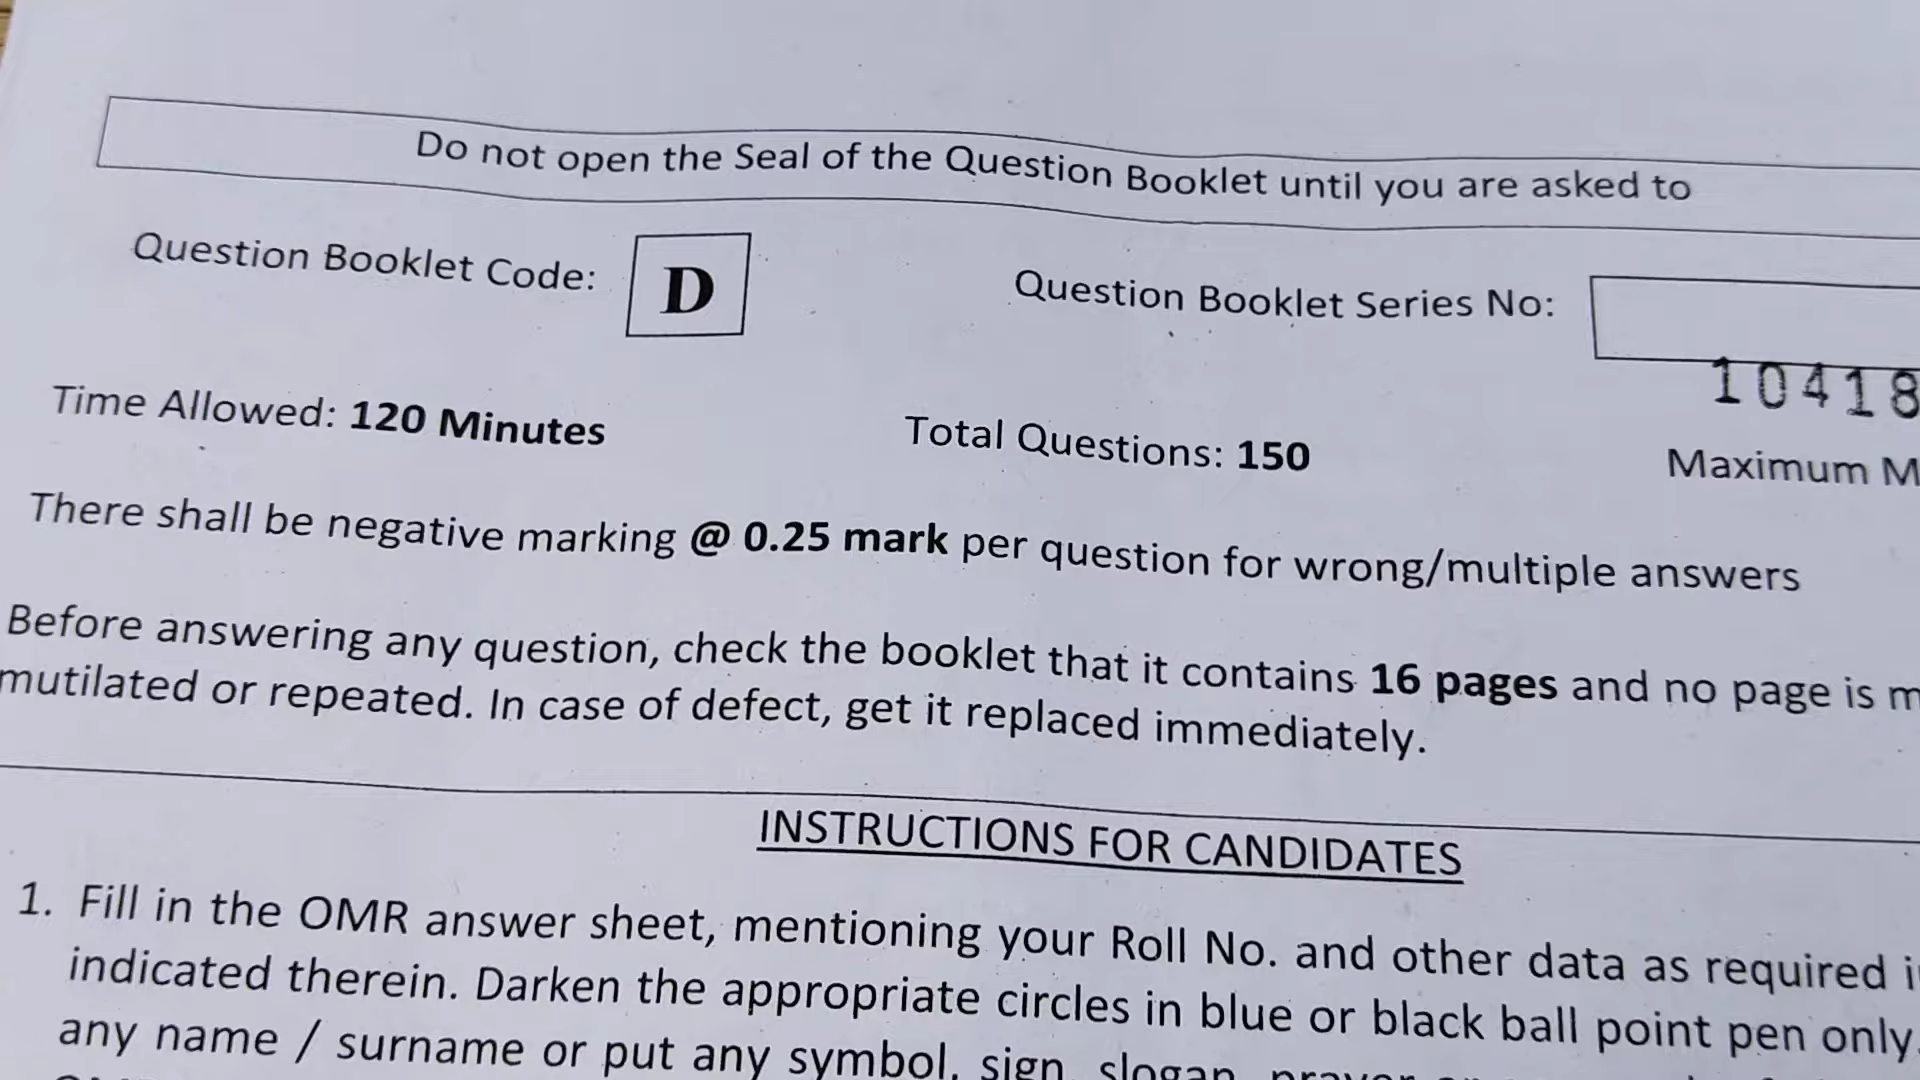 Do not open the Seal of the Question Booklet until you are asked to
Question Booklet Code: D Question Booklet Series No:
10418
Time Allowed: 120 Minutes Total Questions: 150 Maximum M
There shall be negative marking @ 0.25 mark per question for wrong/multiple answers
Before answering any question, check the booklet that it contains 16 pages and no page is m
mutilated or repeated. In case of defect, get it replaced immediately.
INSTRUCTIONS FOR CANDIDATES
1. Fill in the OMR answer sheet, mentioning your Roll No. and other data as required i
indicated therein. Darken the appropriate circles in blue or black ball point pen only.
any name / surname or put any symbol, sign, slogan, prayer